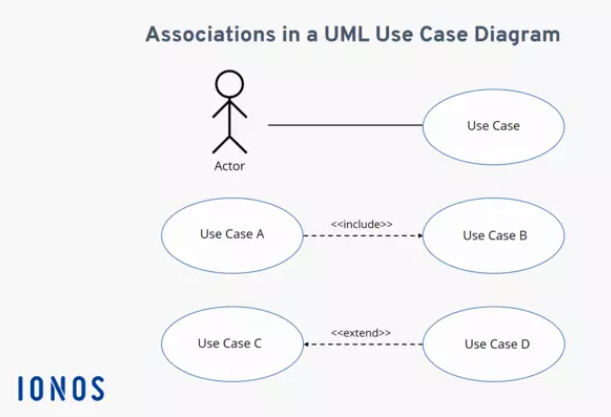 Associations in a UML Use Case Diagram
Use Case
Actor
<<include>>
Use Case A
Use Case B
<<extend>>
Use Case C
Use Case D
IONOS